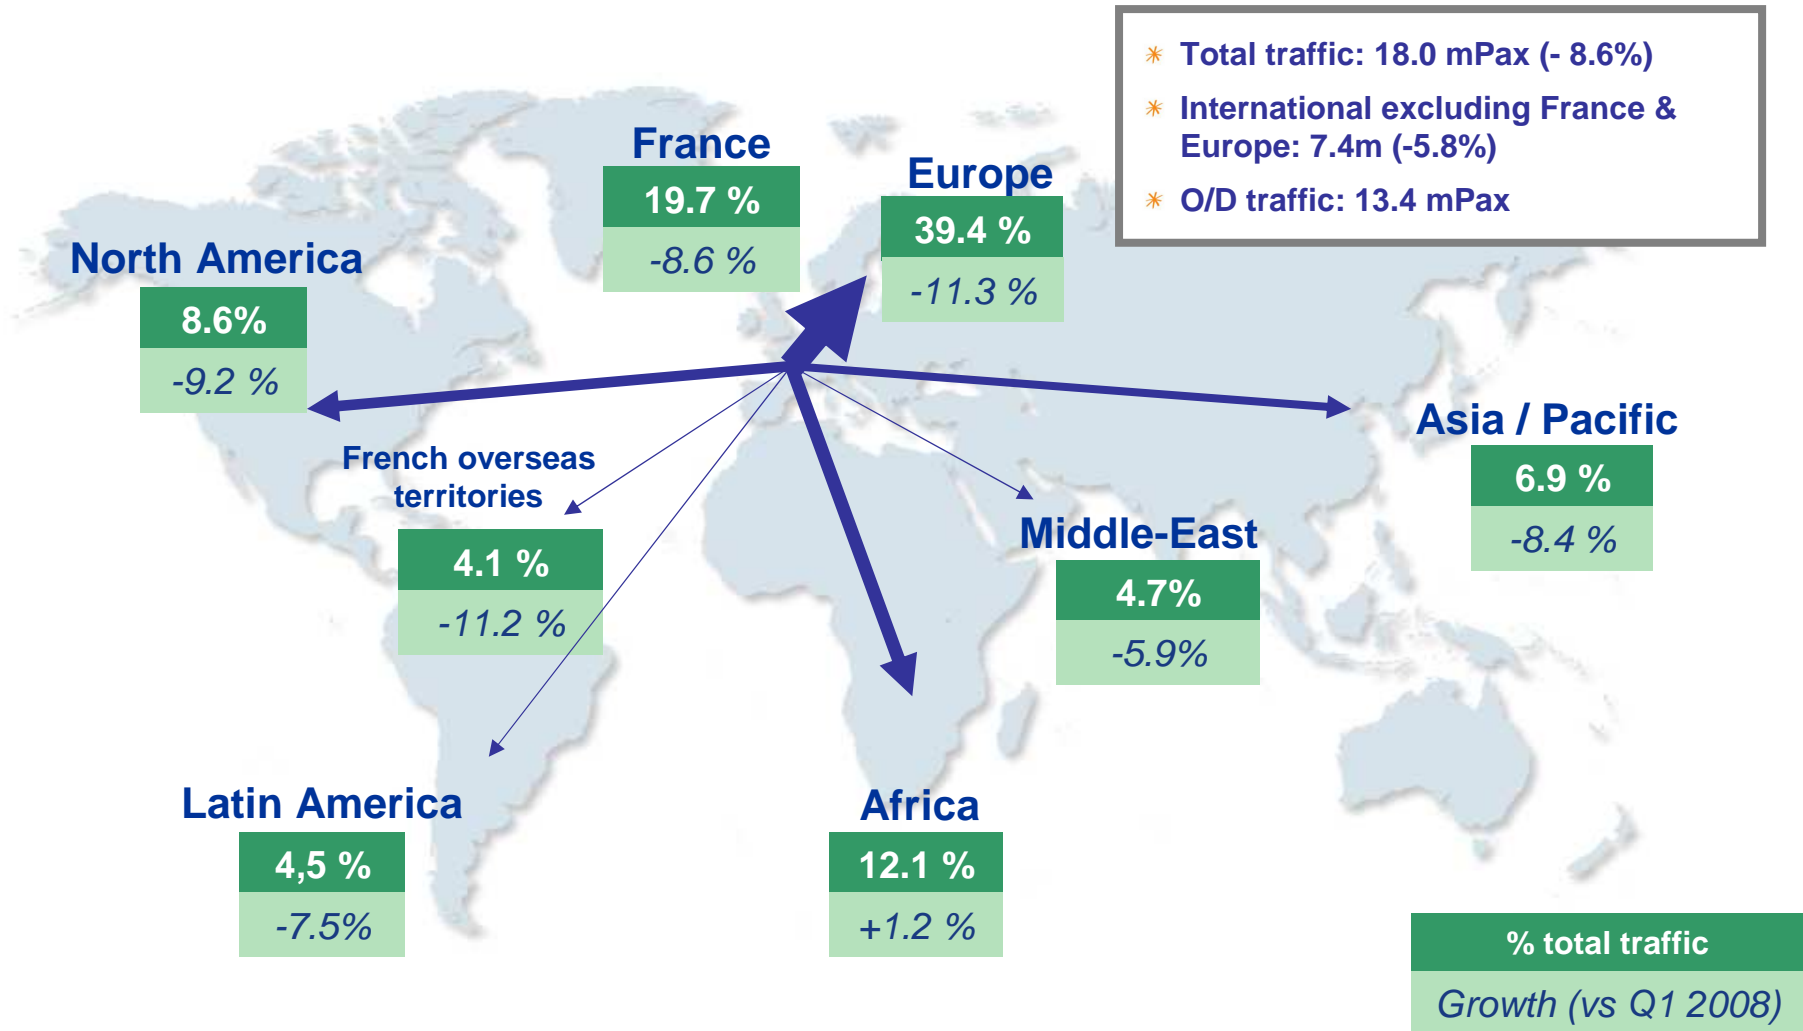 Total traffic: 18.0 mPax (- 8.6%)
International excluding France &
Europe: 7.4m (-5.8%)
O/D traffic: 13.4 mPax
France
19.7 %
-8.6 %
Europe
39.4 %
-11.3 %
North America
8.6%
-9.2 %
French overseas
territories
4.1 %
-11.2 %
Asia / Pacific
6.9 %
-8.4 %
Middle-East
4.7%
-5.9%
Latin America
4,5 %
-7.5%
Africa
12.1 %
+1.2 %
% total traffic
Growth (vs Q1 2008)